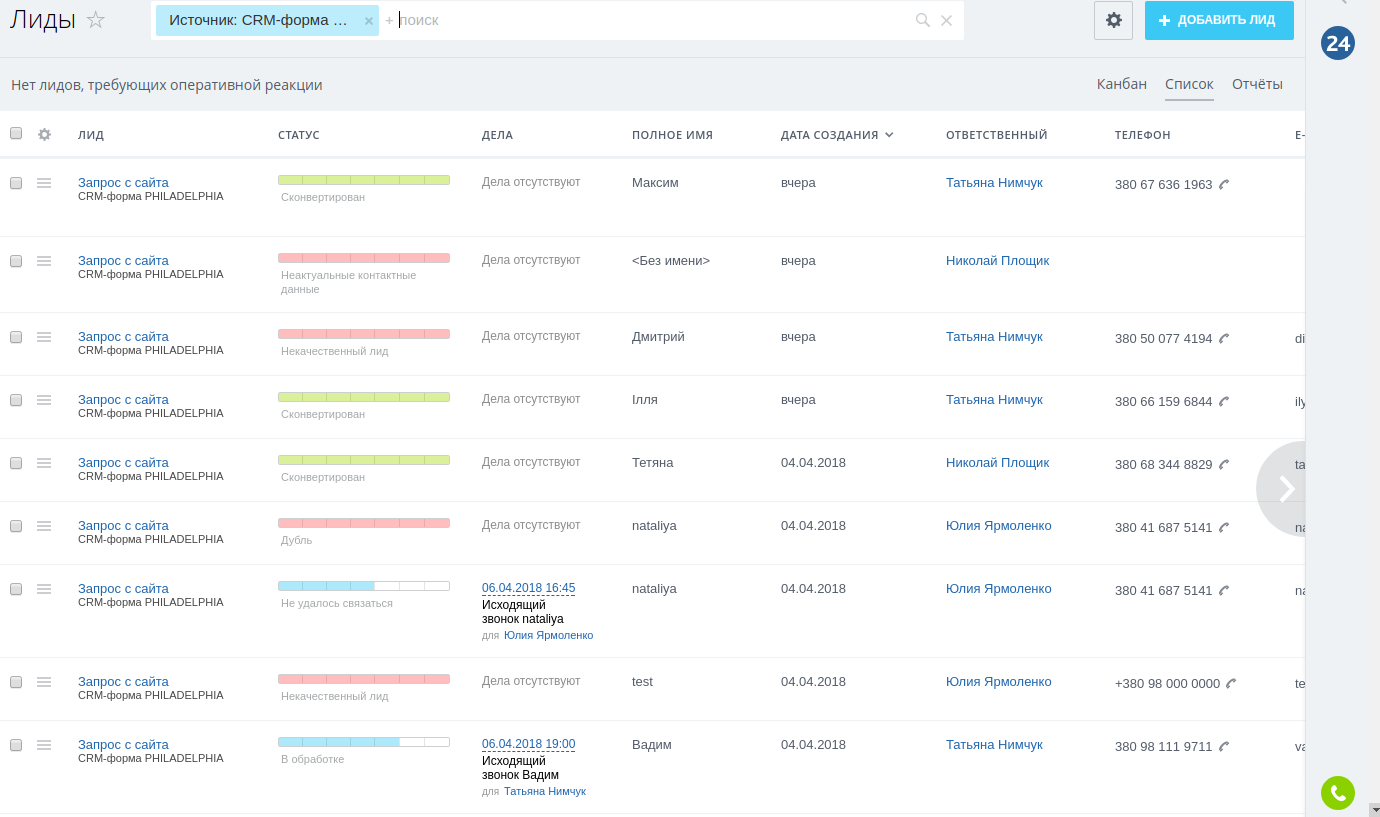 Лиды
Источник: CRM-форма ... × + поиск
ДОБАВИТЬ ЛИД
24
Нет лидов, требующих оперативной реакции
Канбан Список Отчёты
ЛИД СТАТУС ДЕЛА ПОЛНОЕ ИМЯ ДАТА СОЗДАНИЯ ОТВЕТСТВЕННЫЙ ТЕЛЕФОН E-
Запрос с сайта Дела отсутствуют Максим вчера Татьяна Нимчук 380 67 636 1963
CRM-форма PHILADELPHIA Сконвертирован
Запрос с сайта Дела отсутствуют <Без имени> вчера Николай Площик
CRM-форма PHILADELPHIA Неактуальные контактные
данные
Запрос с сайта Дела отсутствуют Дмитрий вчера Татьяна Нимчук 380 50 077 4194 di
CRM-форма PHILADELPHIA Некачественный лид
Запрос с сайта Дела отсутствуют Ілля вчера Татьяна Нимчук 380 66 159 6844 ily
CRM-форма PHILADELPHIA Сконвертирован
Запрос с сайта Дела отсутствуют Тетяна 04.04.2018 Николай Площик 380 68 344 8829 ta
CRM-форма PHILADELPHIA Сконвертирован
Запрос с сайта Дела отсутствуют nataliya 04.04.2018 Юлия Ярмоленко 380 41 687 5141 na
CRM-форма PHILADELPHIA Дубль
Запрос с сайта 06.04.2018 16:45 nataliya 04.04.2018 Юлия Ярмоленко 380 41 687 5141 na
CRM-форма PHILADELPHIA Не удалось связаться Исходящий
звонок nataliya
для Юлия Ярмоленко
Запрос с сайта Дела отсутствуют test 04.04.2018 Юлия Ярмоленко +380 98 000 0000 te
CRM-форма PHILADELPHIA Некачественный лид
Запрос с сайта 06.04.2018 19:00 Вадим 04.04.2018 Татьяна Нимчук 380 98 111 9711 va
CRM-форма PHILADELPHIA В обработке Исходящий
звонок Вадим
для Татьяна Нимчук